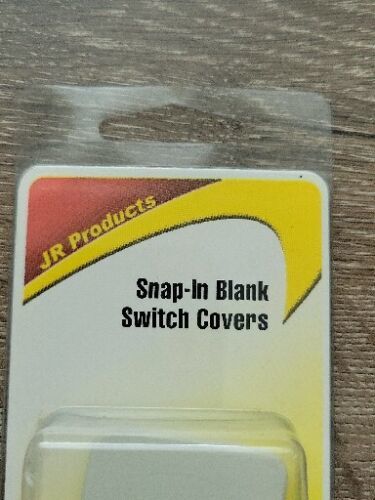 JR Products
Snap-In Blank
Switch Covers